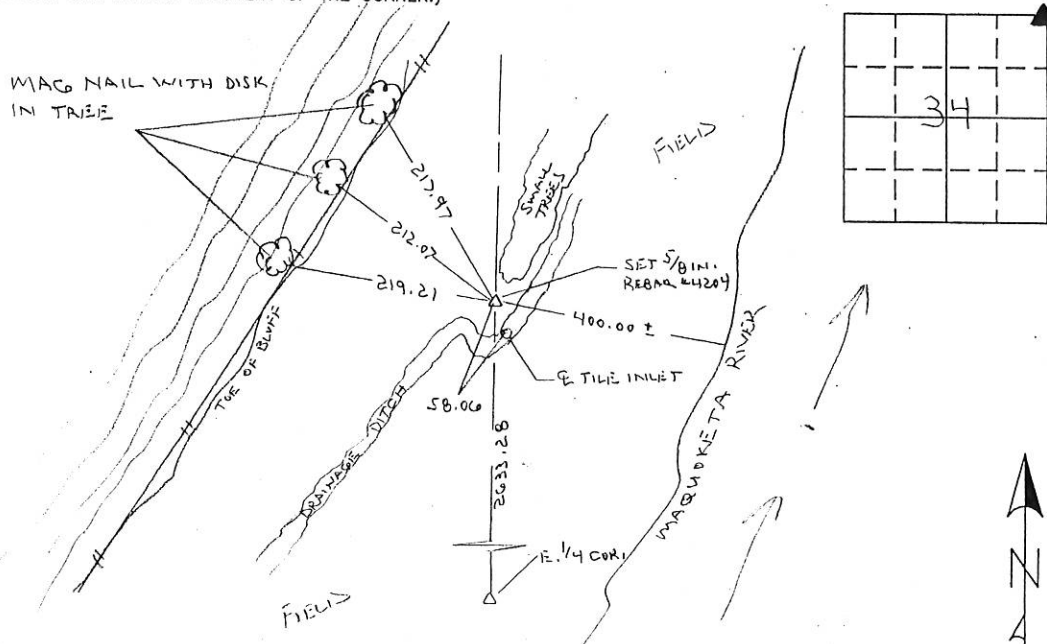 MAG NAIL WITH DISK
IN TREE
34
FIELD
SMALL
TREES
217.97
212.07
219.21
SET 5/8 IN.
REBAR #4204
400.00 ±
TOE OF BLUFF
℄ TILE INLET
58.06
DRAINAGE DITCH
2633.28
MAQUOKETA RIVER
E. 1/4 COR.
FIELD
N